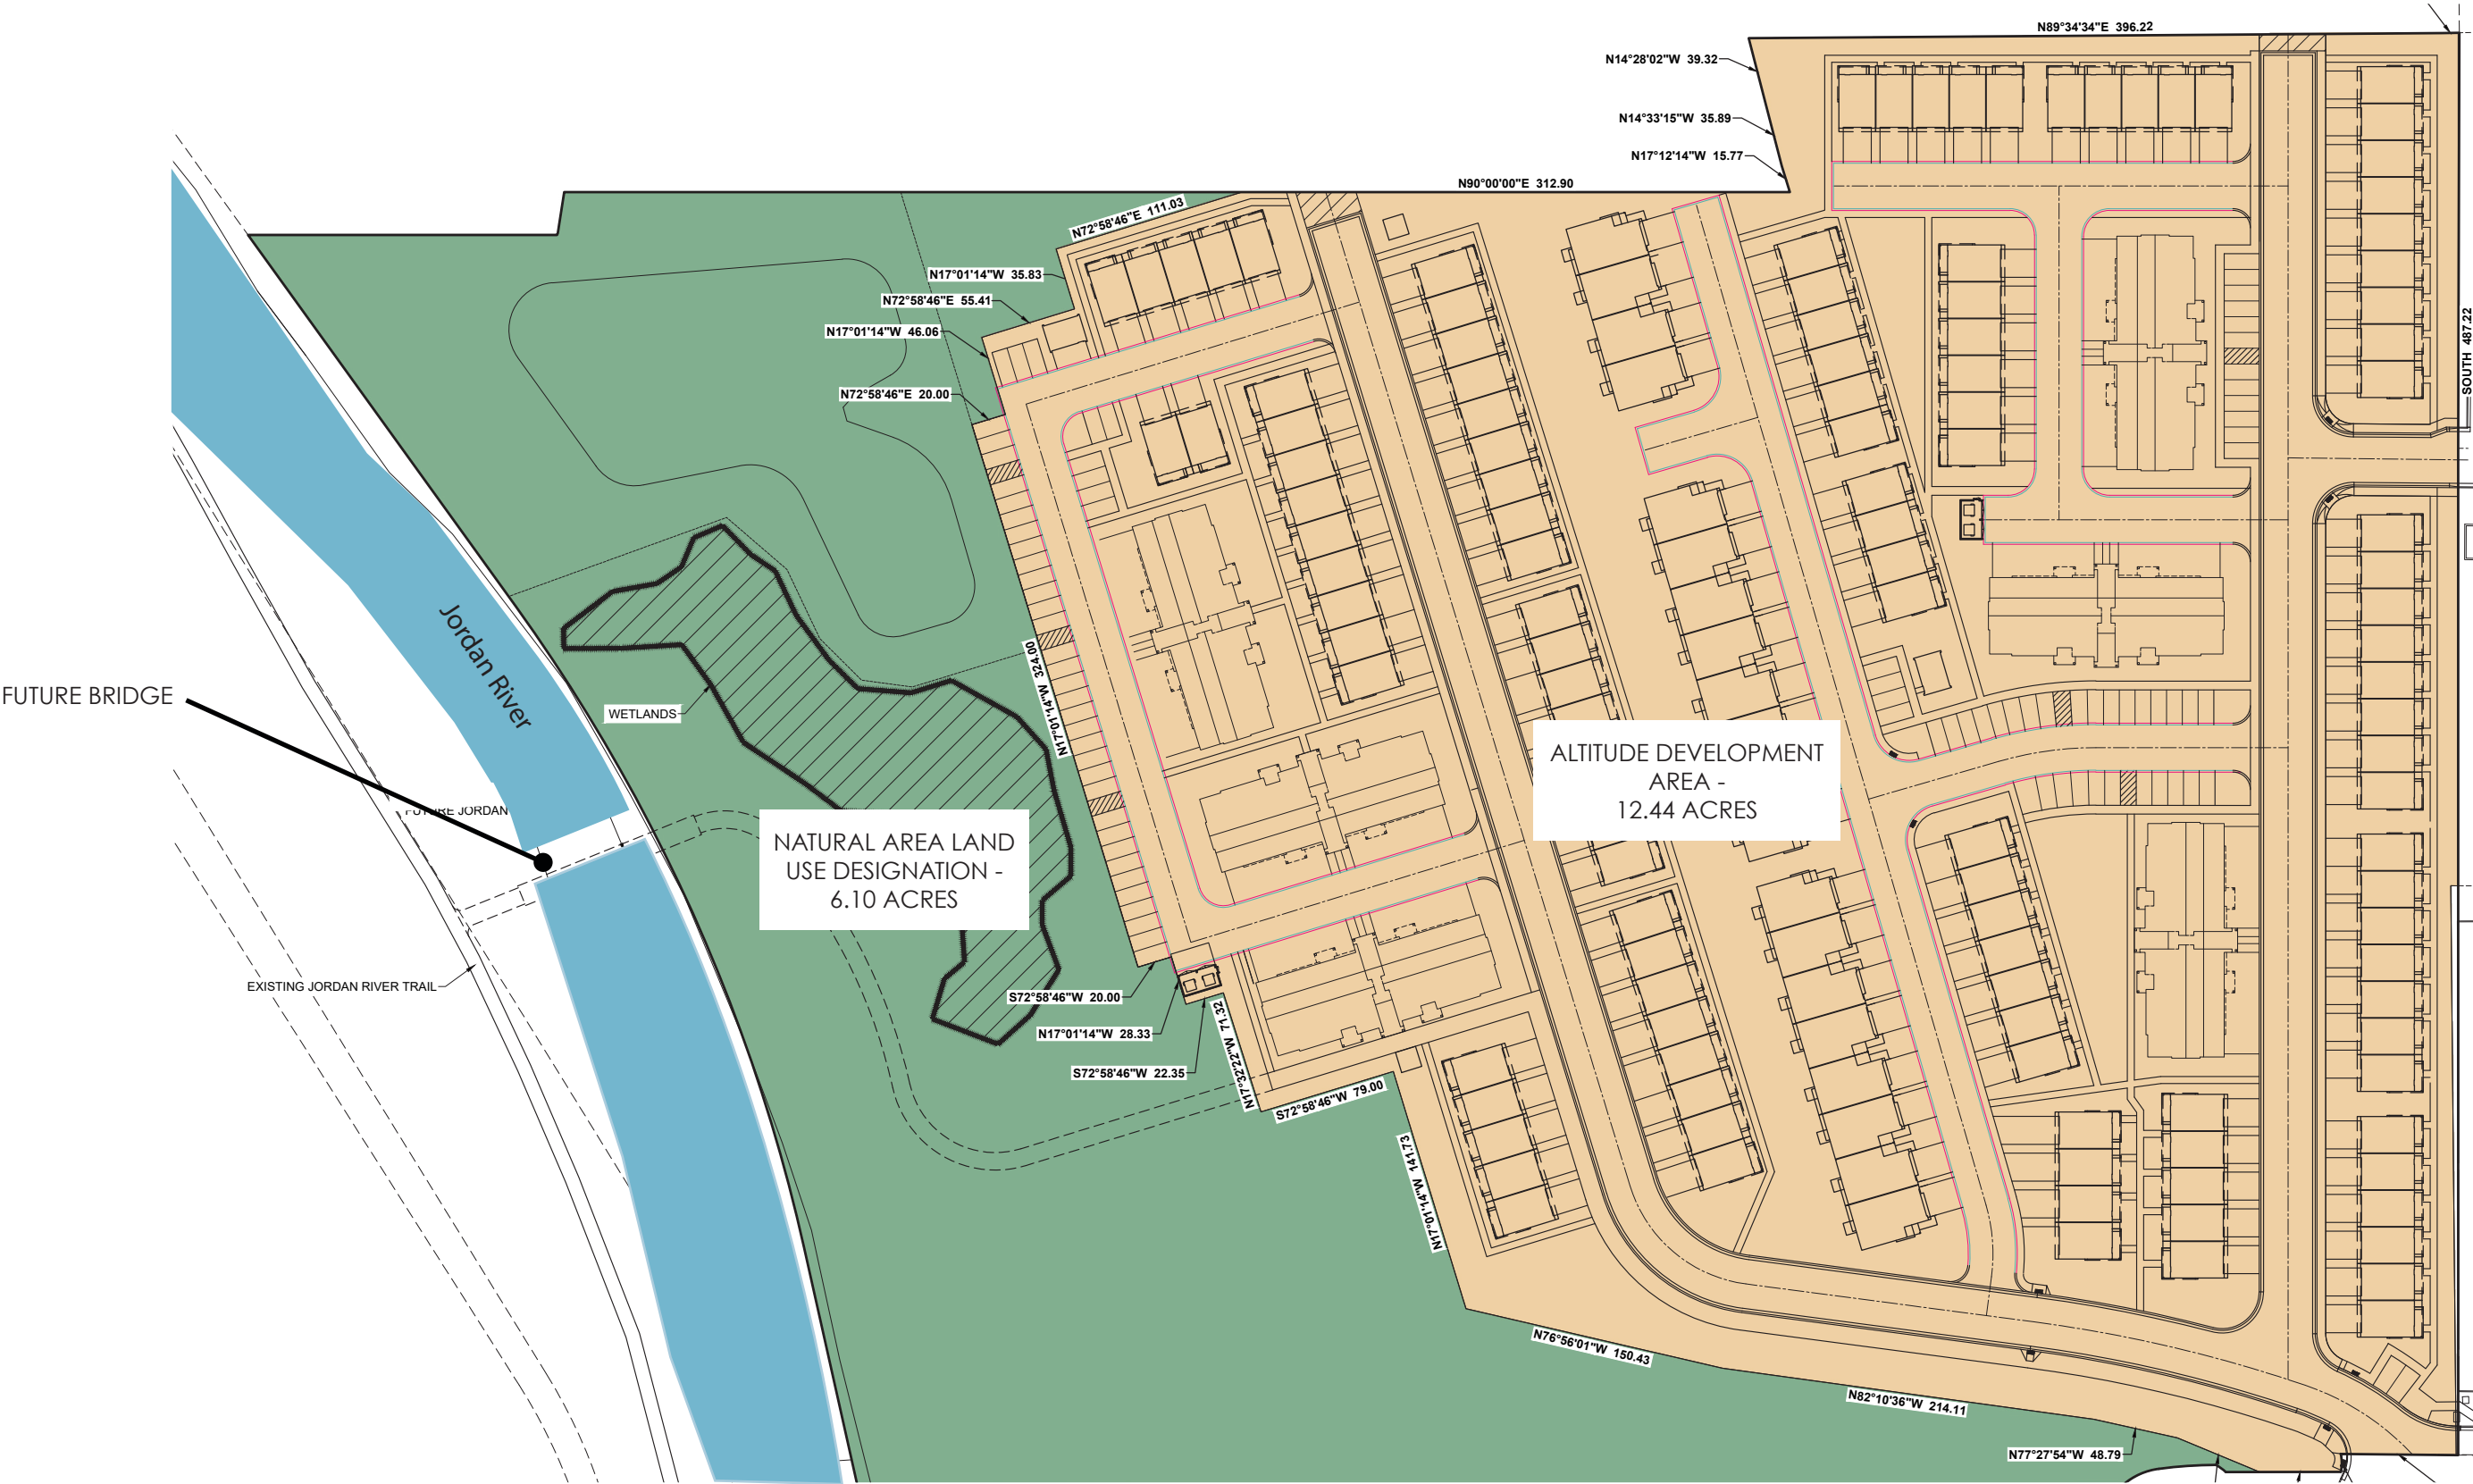 N89°34'34"E 396.22
N14°28'02"W 39.32
N14°33'15"W 35.89
N17°12'14"W 15.77
N90°00'00"E 312.90
N72°58'46"E 111.03
N17°01'14"W 35.83
N72°58'46"E 55.41
N17°01'14"W 46.06
N72°58'46"E 20.00
SOUTH 487.22
Jordan River
N17°01'14"W 324.00
FUTURE BRIDGE
WETLANDS
ALTITUDE DEVELOPMENT
AREA -
12.44 ACRES
FUTURE JORDAN
NATURAL AREA LAND
USE DESIGNATION -
6.10 ACRES
EXISTING JORDAN RIVER TRAIL
S72°58'46"W 20.00
N17°01'14"W 28.33
S72°58'46"W 22.35
N17°32'22"W 71.32
S72°58'46"W 79.00
N17°01'14"W 141.73
N76°56'01"W 150.43
N82°10'36"W 214.11
N77°27'54"W 48.79